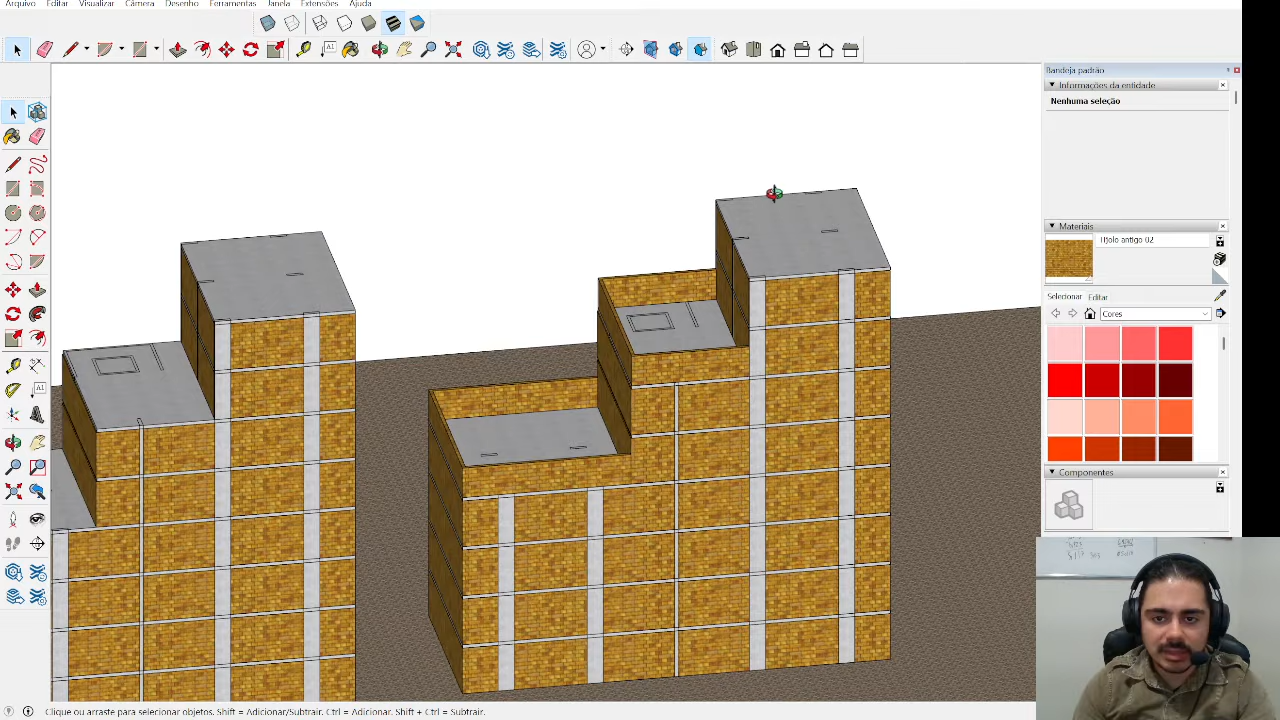 Arquivo Editar Visualizar Câmera Desenho Ferramentas Janela Extensões Ajuda
Bandeja padrão
Informações da entidade
Nenhuma seleção
Materiais
Tijolo antigo 02
Selecionar Editar
Cores
Componentes
Clique ou arraste para selecionar objetos. Shift = Adicionar/Subtrair. Ctrl = Adicionar. Shift + Ctrl = Subtrair.